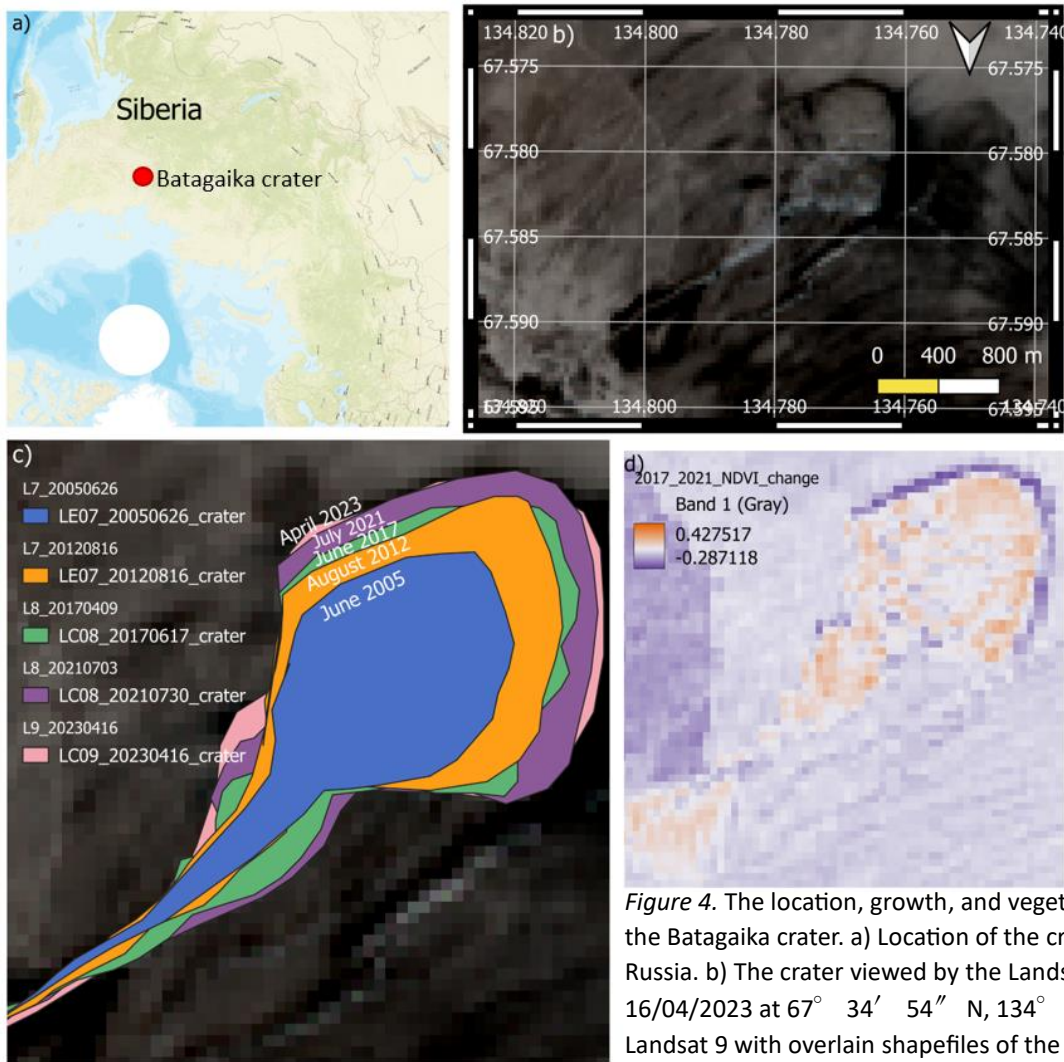 a)
Siberia
Batagaika crater
b)
134.820 134.800 134.780 134.760 134.740
67.575 67.575
67.580 67.580
67.585 67.585
67.590 67.590
0 400 800 m
134.800 134.780 134.760 134.740
c)
L7_20050626
LE07_20050626_crater
L7_20120816
LE07_20120816_crater
L8_20170409
LC08_20170617_crater
L8_20210703
LC08_20210730_crater
L9_20230416
LC09_20230416_crater
April 2023
July 2021
June 2017
August 2012
June 2005
d)
2017_2021_NDVI_change
Band 1 (Gray)
0.427517
-0.287118
Figure 4. The location, growth, and veget
the Batagaika crater. a) Location of the cr
Russia. b) The crater viewed by the Lands
16/04/2023 at 67° 34′ 54″ N, 134°
Landsat 9 with overlain shapefiles of the